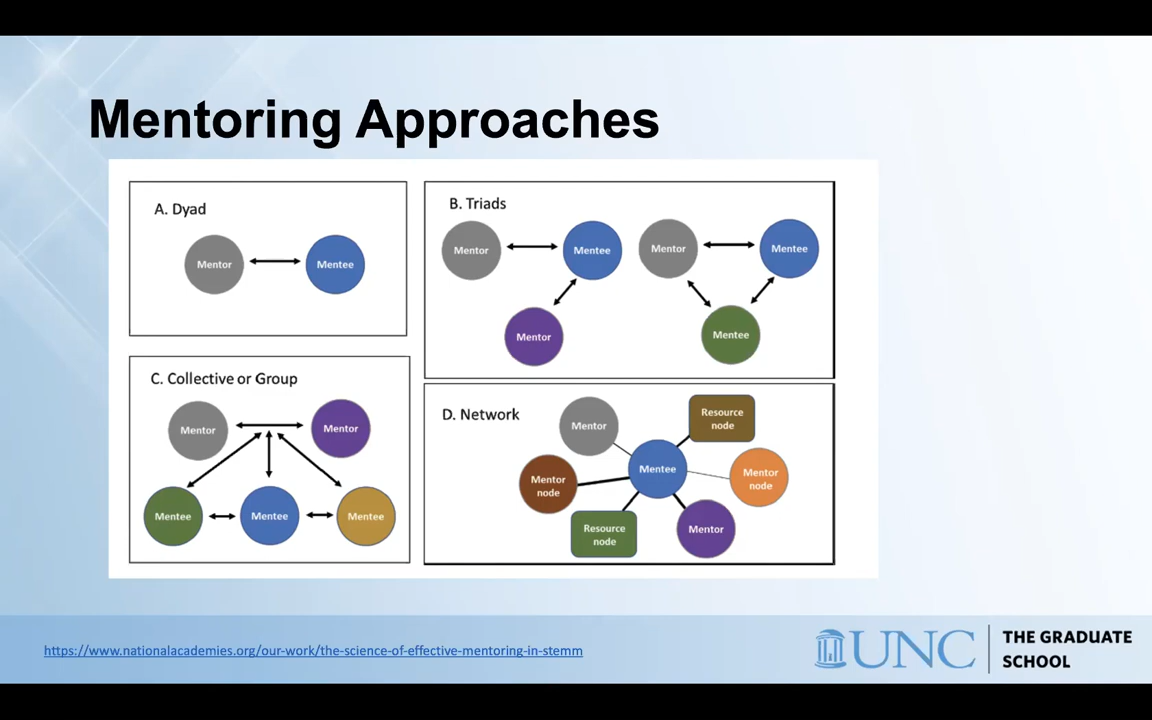 Mentoring Approaches
A. Dyad
Mentor
Mentee
B. Triads
Mentor
Mentee
Mentor
Mentor
Mentee
Mentee
C. Collective or Group
Mentor
Mentor
Mentee
Mentee
Mentee
D. Network
Mentor
Resource
node
Mentee
Mentor
node
Mentor
node
Resource
node
Mentor
https://www.nationalacademies.org/our-work/the-science-of-effective-mentoring-in-stemm
UNC
THE GRADUATE
SCHOOL